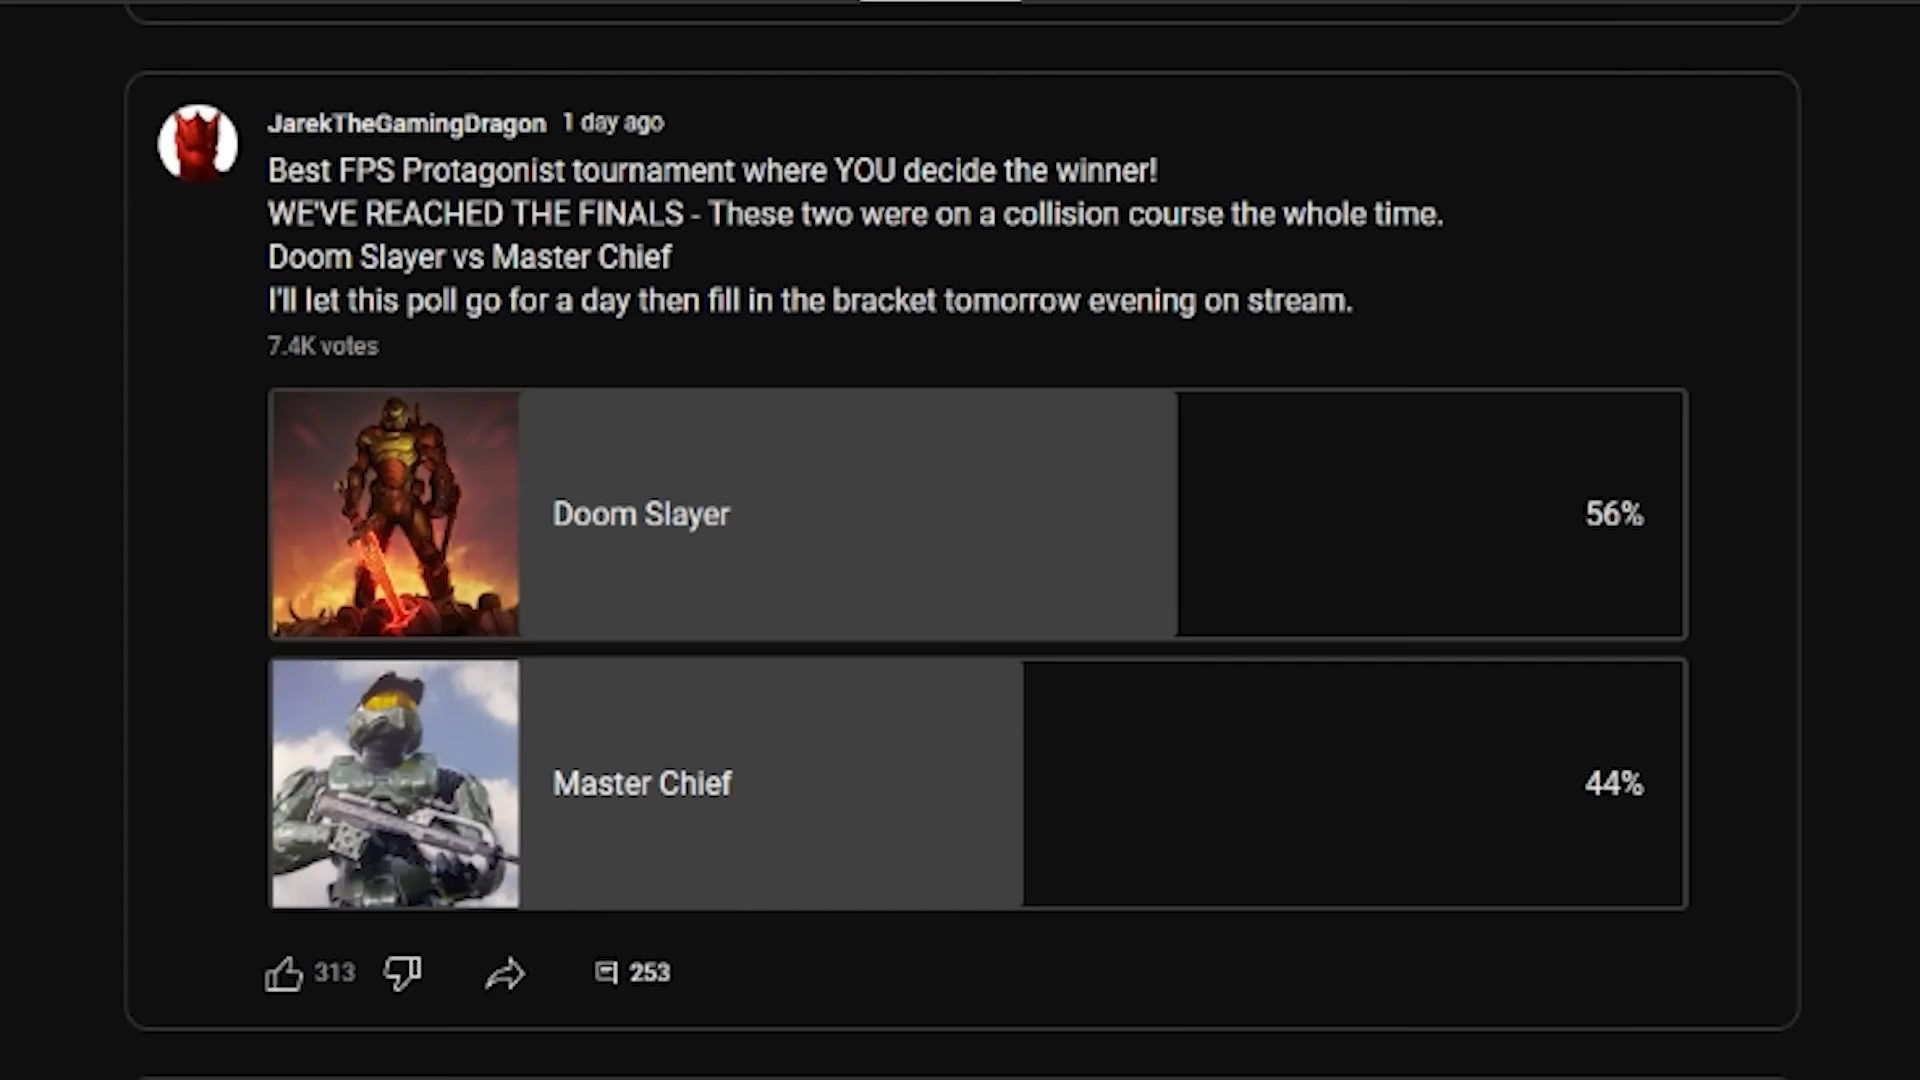 JarekTheGamingDragon 1 day ago
Best FPS Protagonist tournament where YOU decide the winner!
WE'VE REACHED THE FINALS - These two were on a collision course the whole time.
Doom Slayer vs Master Chief
I'll let this poll go for a day then fill in the bracket tomorrow evening on stream.
7.4K votes
Doom Slayer 56%
Master Chief 44%
313 253